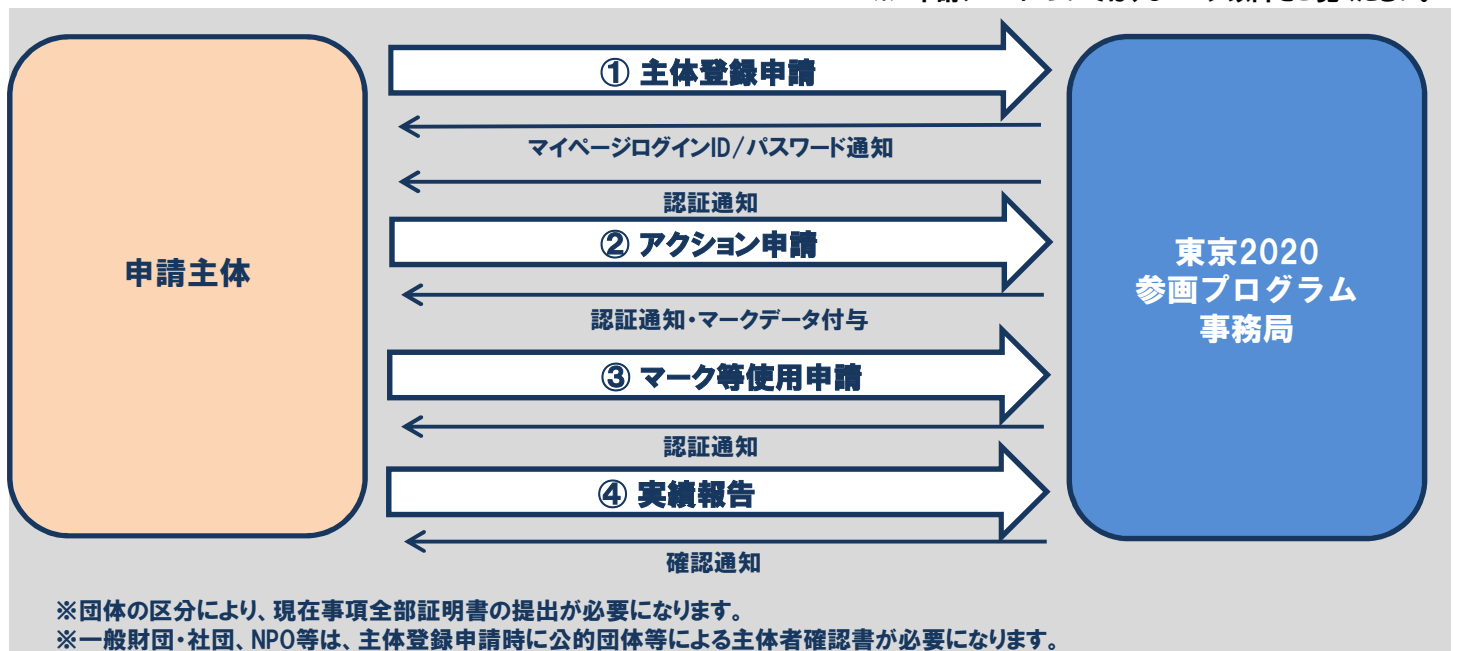 ① 主体登録申請
マイページログインID/パスワード通知
認証通知
② アクション申請
認証通知・マークデータ付与
③ マーク等使用申請
認証通知
④ 実績報告
確認通知
申請主体
東京2020
参画プログラム
事務局
※団体の区分により、現在事項全部証明書の提出が必要になります。
※一般財団・社団、NPO等は、主体登録申請時に公的団体等による主体者確認書が必要になります。